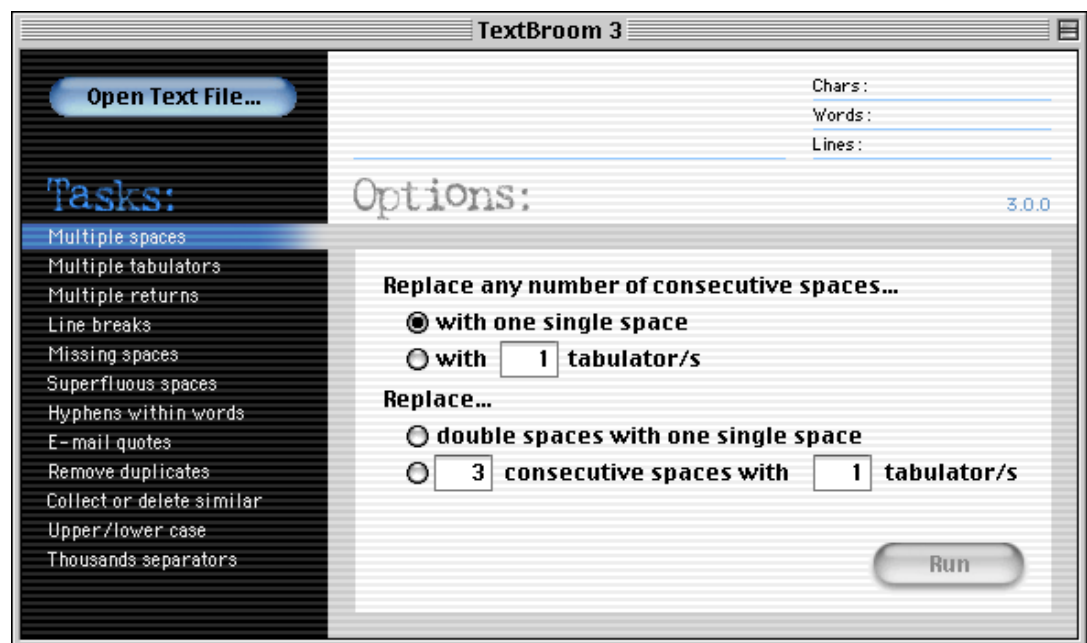 TextBroom 3
Open Text File...
Chars:
Words:
Lines:
Tasks:
Options:
3.0.0
Multiple spaces
Multiple tabulators
Multiple returns
Line breaks
Missing spaces
Superfluous spaces
Hyphens within words
E-mail quotes
Remove duplicates
Collect or delete similar
Upper/lower case
Thousands separators
Replace any number of consecutive spaces...
with one single space
with 1 tabulator/s
Replace...
double spaces with one single space
3 consecutive spaces with 1 tabulator/s
Run